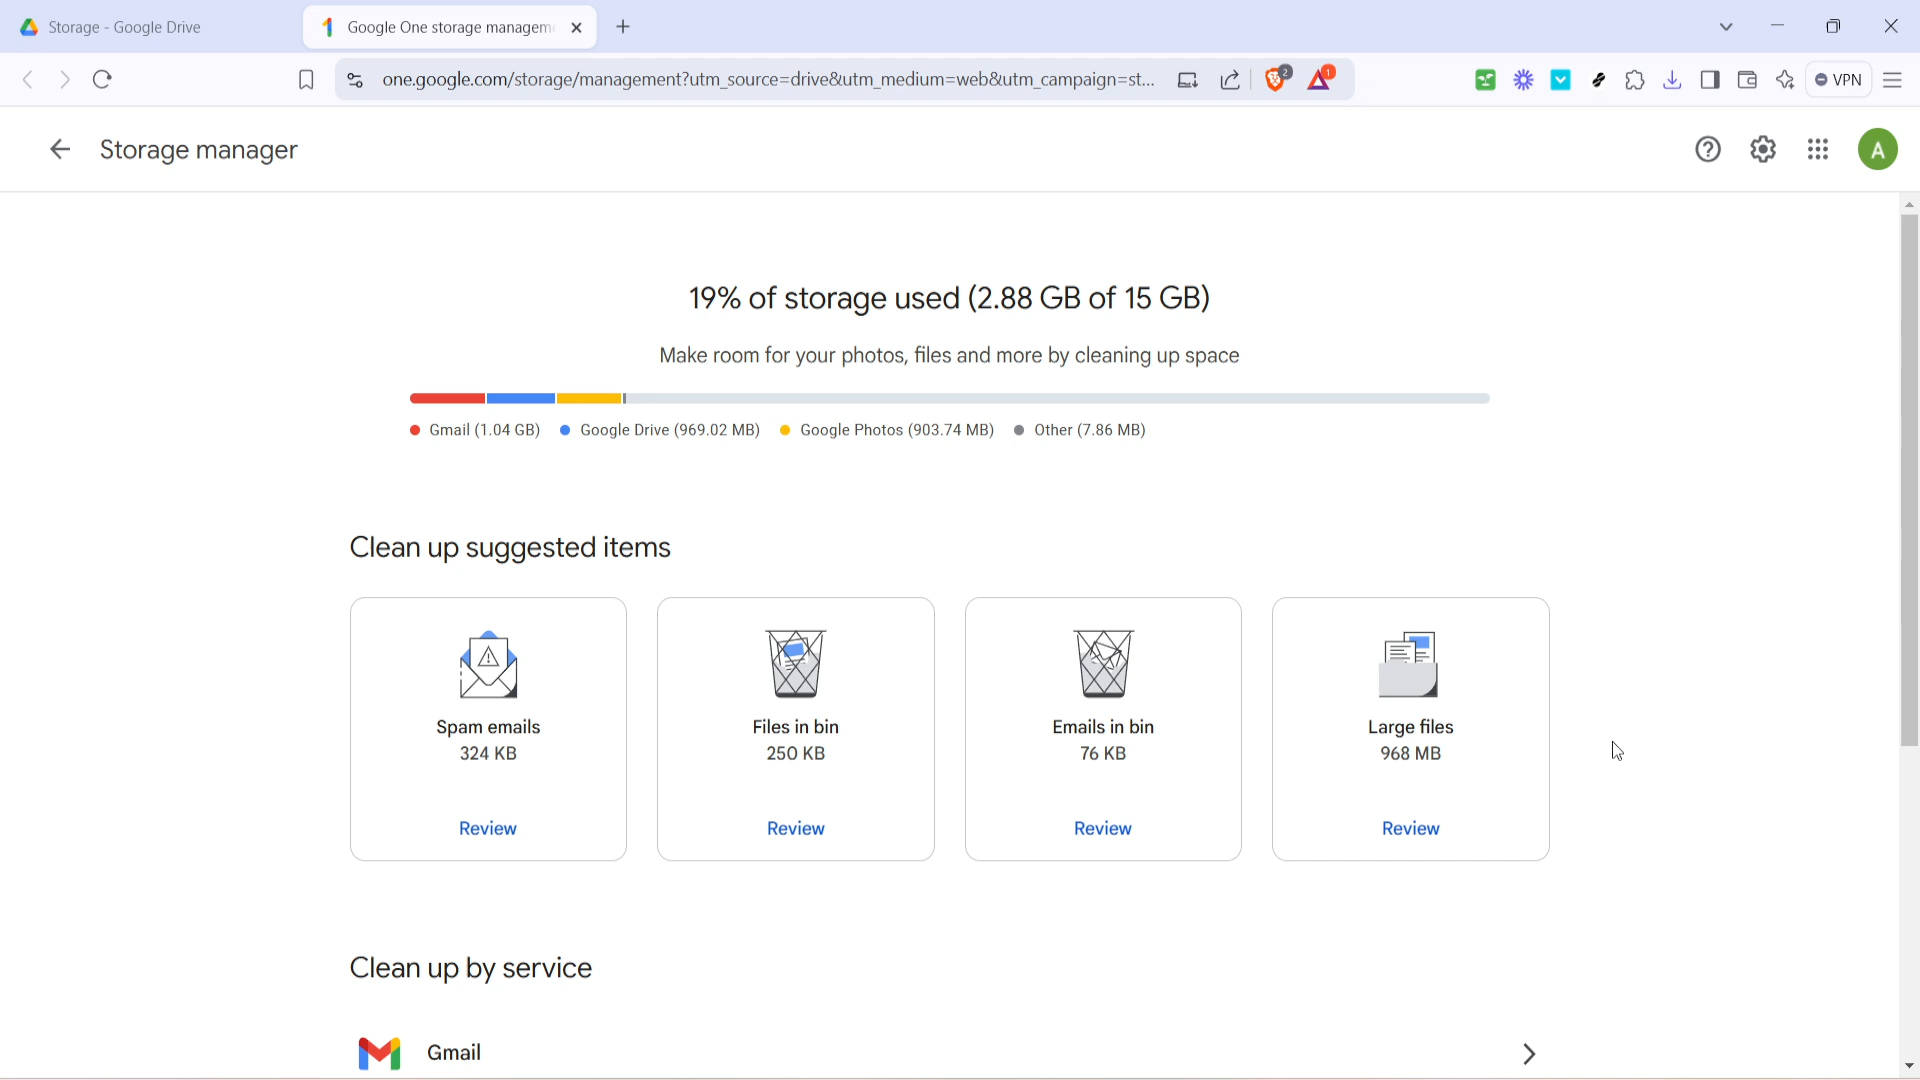 Storage - Google Drive
Google One storage managem
one.google.com/storage/management?utm_source=drive&utm_medium=web&utm_campaign=st...
2
1
VPN
Storage manager
A
19% of storage used (2.88 GB of 15 GB)
Make room for your photos, files and more by cleaning up space
Gmail (1.04 GB) Google Drive (969.02 MB) Google Photos (903.74 MB) Other (7.86 MB)
Clean up suggested items
Spam emails
324 KB
Review
Files in bin
250 KB
Review
Emails in bin
76 KB
Review
Large files
968 MB
Review
Clean up by service
Gmail